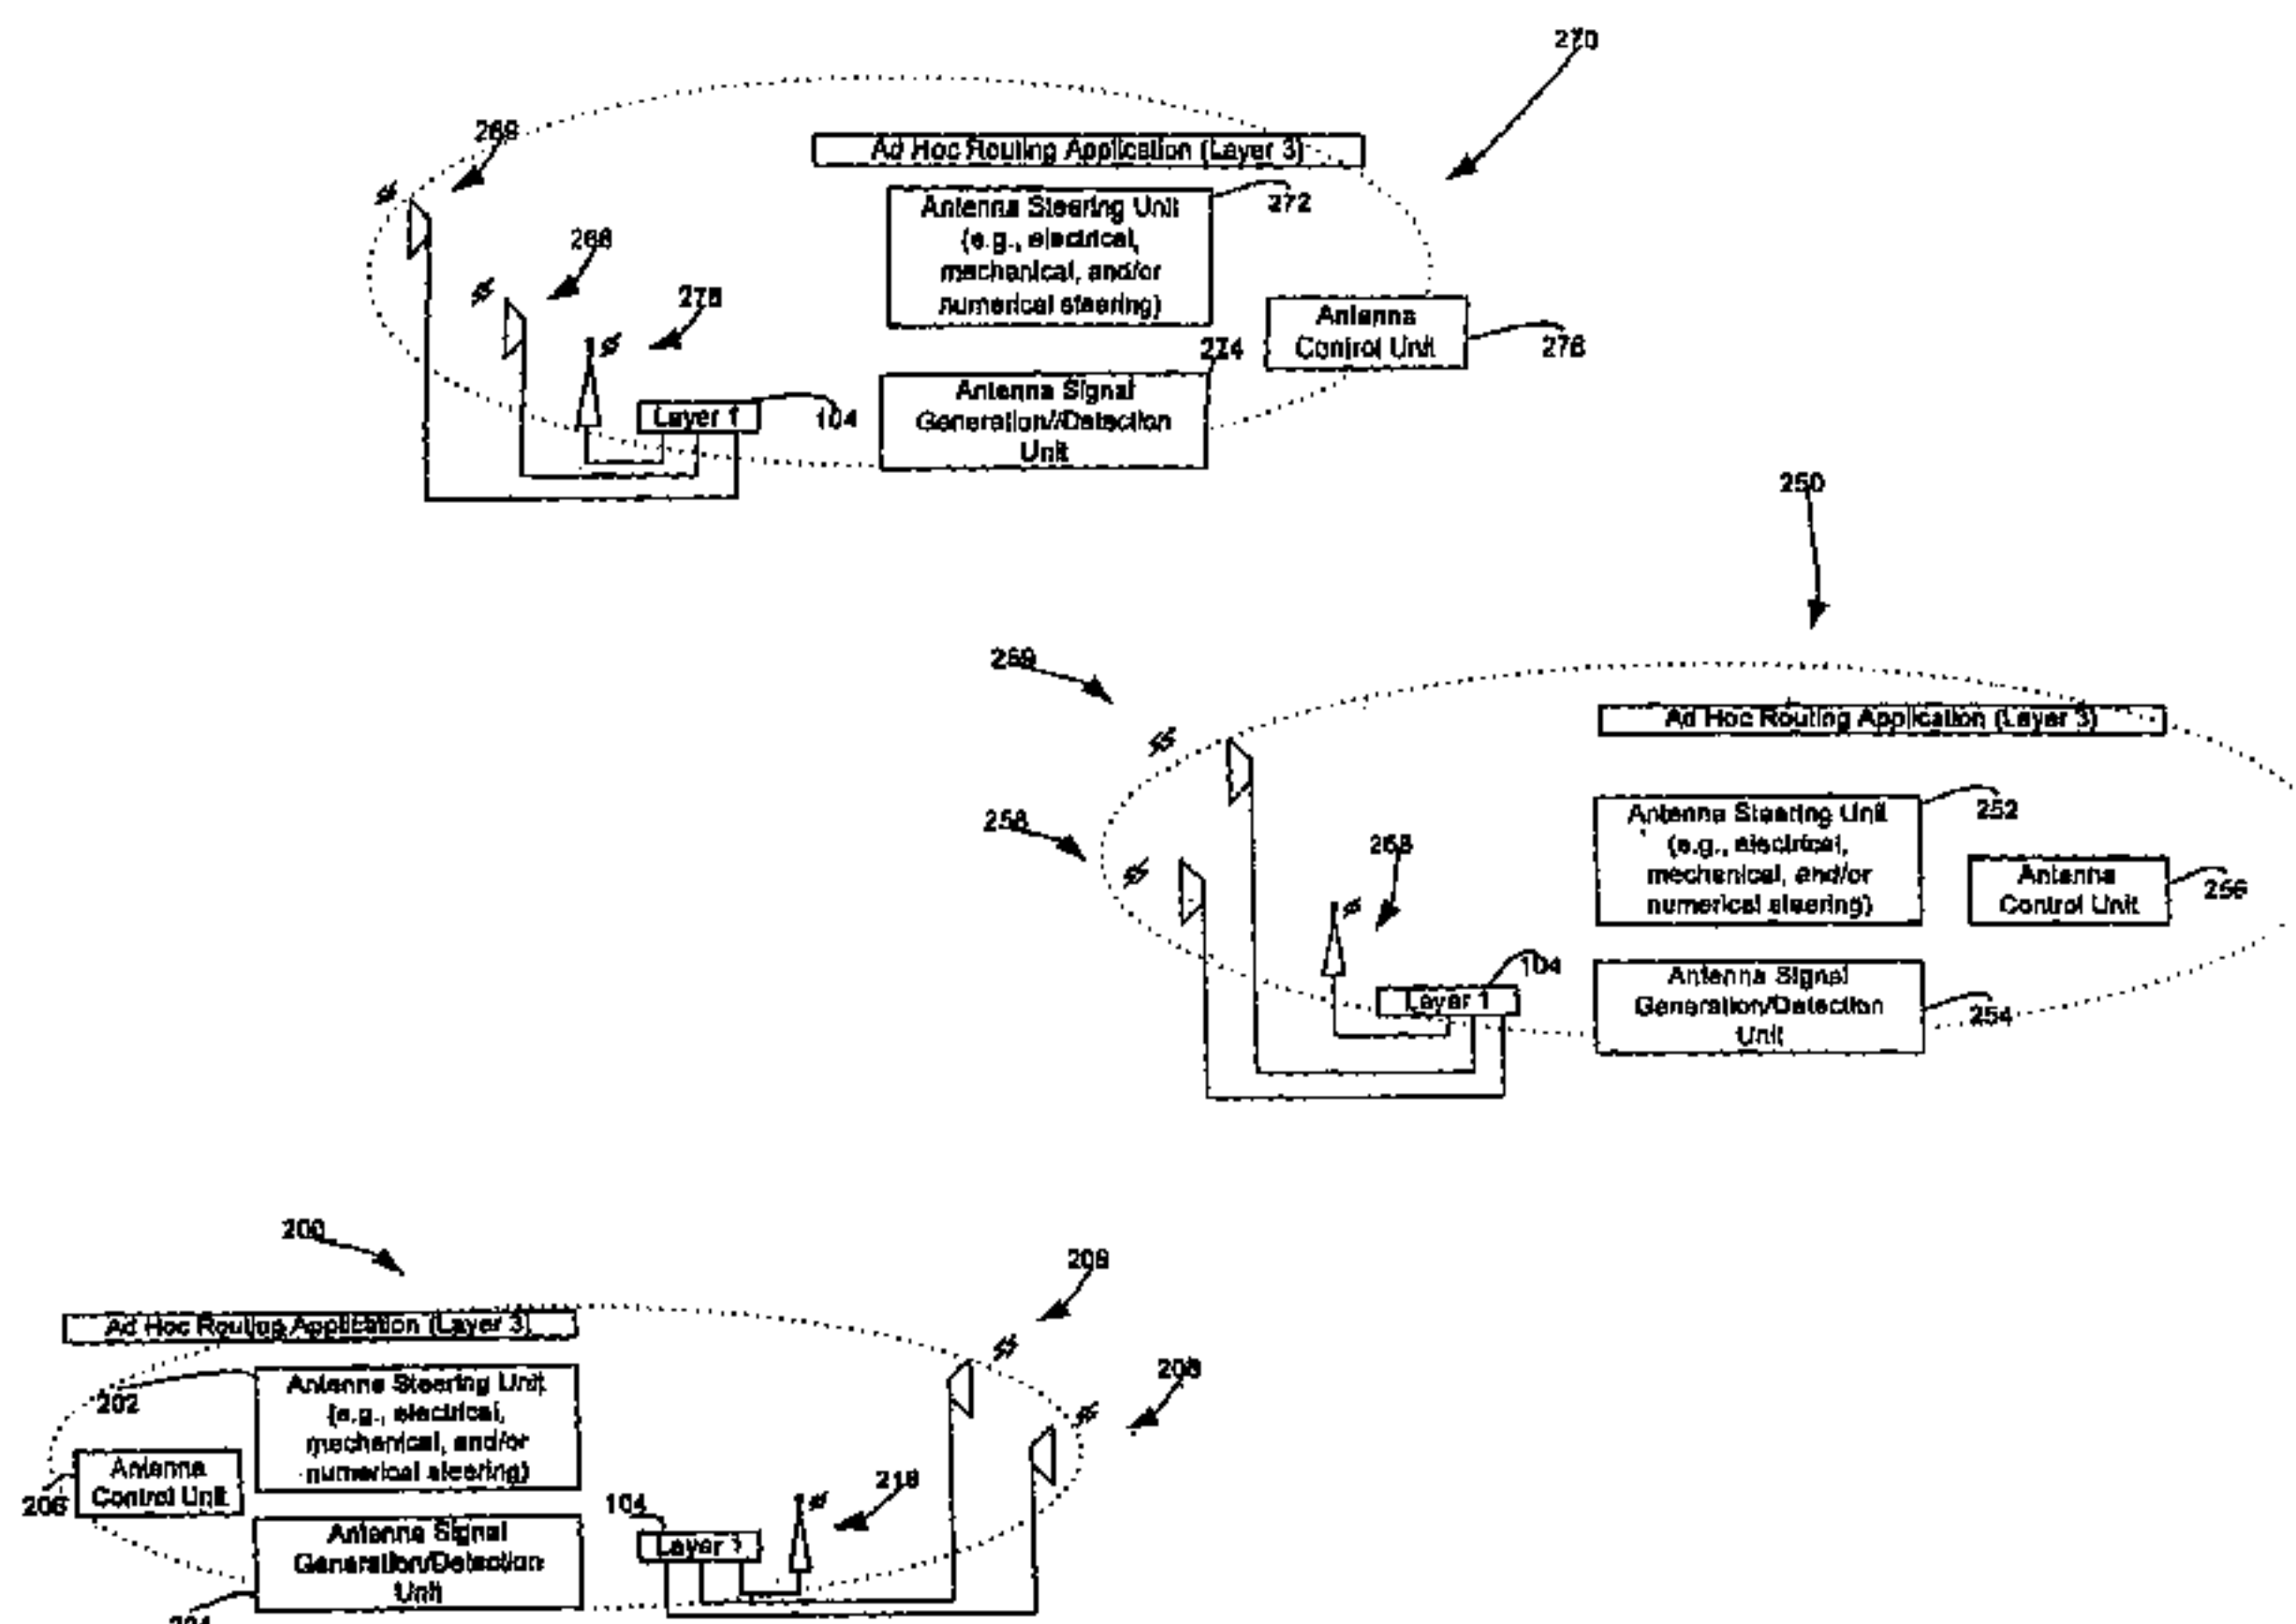 270
269
Ad Hoc Routing Application (Layer 3)
Antenna Steering Unit
(e.g., electrical,
mechanical, and/or
numerical steering)
272
268
278
Antenna
Control Unit
276
274
Antenna Signal
Generation//Detection
Unit
Layer 1
104
250
259
Ad Hoc Routing Application (Layer 3)
Antenna Steering Unit
(e.g., electrical,
mechanical, and/or
numerical steering)
252
258
268
Antenna
Control Unit
256
104
Layer 1
Antenna Signal
Generation/Detection
Unit
254
200
209
Ad Hoc Routing Application (Layer 3)
208
202
Antenna Steering Unit
(e.g., electrical,
mechanical, and/or
numerical steering)
Antenna
Control Unit
206
218
104
Layer 1
Antenna Signal
Generation/Detection
Unit